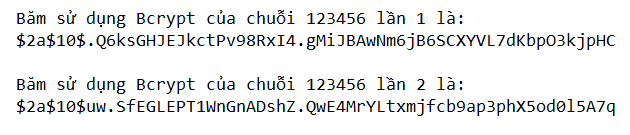 Băm sử dụng Bcrypt của chuỗi 123456 lần 1 là:
$2a$10$.Q6ksGHJEJkctPv98RxI4.gMiJBAwNm6jB6SCXYVL7dKbpO3kjpHC
Băm sử dụng Bcrypt của chuỗi 123456 lần 2 là:
$2a$10$uw.SfEGLEPT1WnGnADshZ.QwE4MrYLtxmjfcb9ap3phX5od0l5A7q